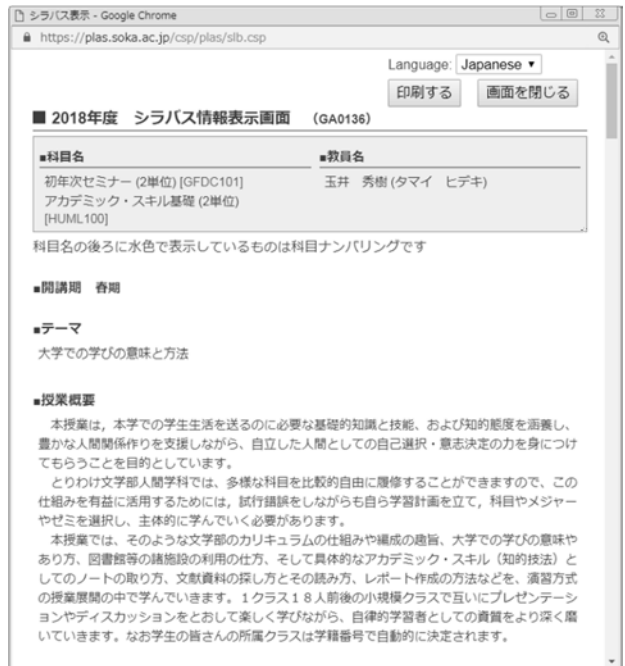 シラバス表示 - Google Chrome
https://plas.soka.ac.jp/csp/plas/slb.csp
Language: Japanese ▼
印刷する 画面を閉じる
■ 2018年度 シラバス情報表示画面 （GA0136）
■科目名 ■教員名
初年次セミナー (2単位) [GFDC101] 玉井 秀樹 (タマイ ヒデキ)
アカデミック・スキル基礎 (2単位)
[HUML100]
科目名の後ろに水色で表示しているものは科目ナンバリングです
■開講期 春期
■テーマ
大学での学びの意味と方法
■授業概要
本授業は，本学での学生生活を送るのに必要な基礎的知識と技能、および知的態度を涵養し、
豊かな人間関係作りを支援しながら、自立した人間としての自己選択・意志決定の力を身につけ
てもらうことを目的としています。
とりわけ文学部人間学科では、多様な科目を比較的自由に履修することができますので、この
仕組みを有益に活用するためには，試行錯誤をしながらも自ら学習計画を立て，科目やメジャー
やゼミを選択し、主体的に学んでいく必要があります。
本授業では、そのような文学部のカリキュラムの仕組みや編成の趣旨、大学での学びの意味や
あり方、図書館等の諸施設の利用の仕方、そして具体的なアカデミック・スキル（知的技法）と
してのノートの取り方、文献資料の探し方とその読み方、レポート作成の方法などを、演習方式
の授業展開の中で学んでいきます。１クラス１８人前後の小規模クラスで互いにプレゼンテーシ
ョンやディスカッションをとおして楽しく学びながら、自律的学習者としての資質をより深く磨
いていきます。なお学生の皆さんの所属クラスは学籍番号で自動的に決定されます。